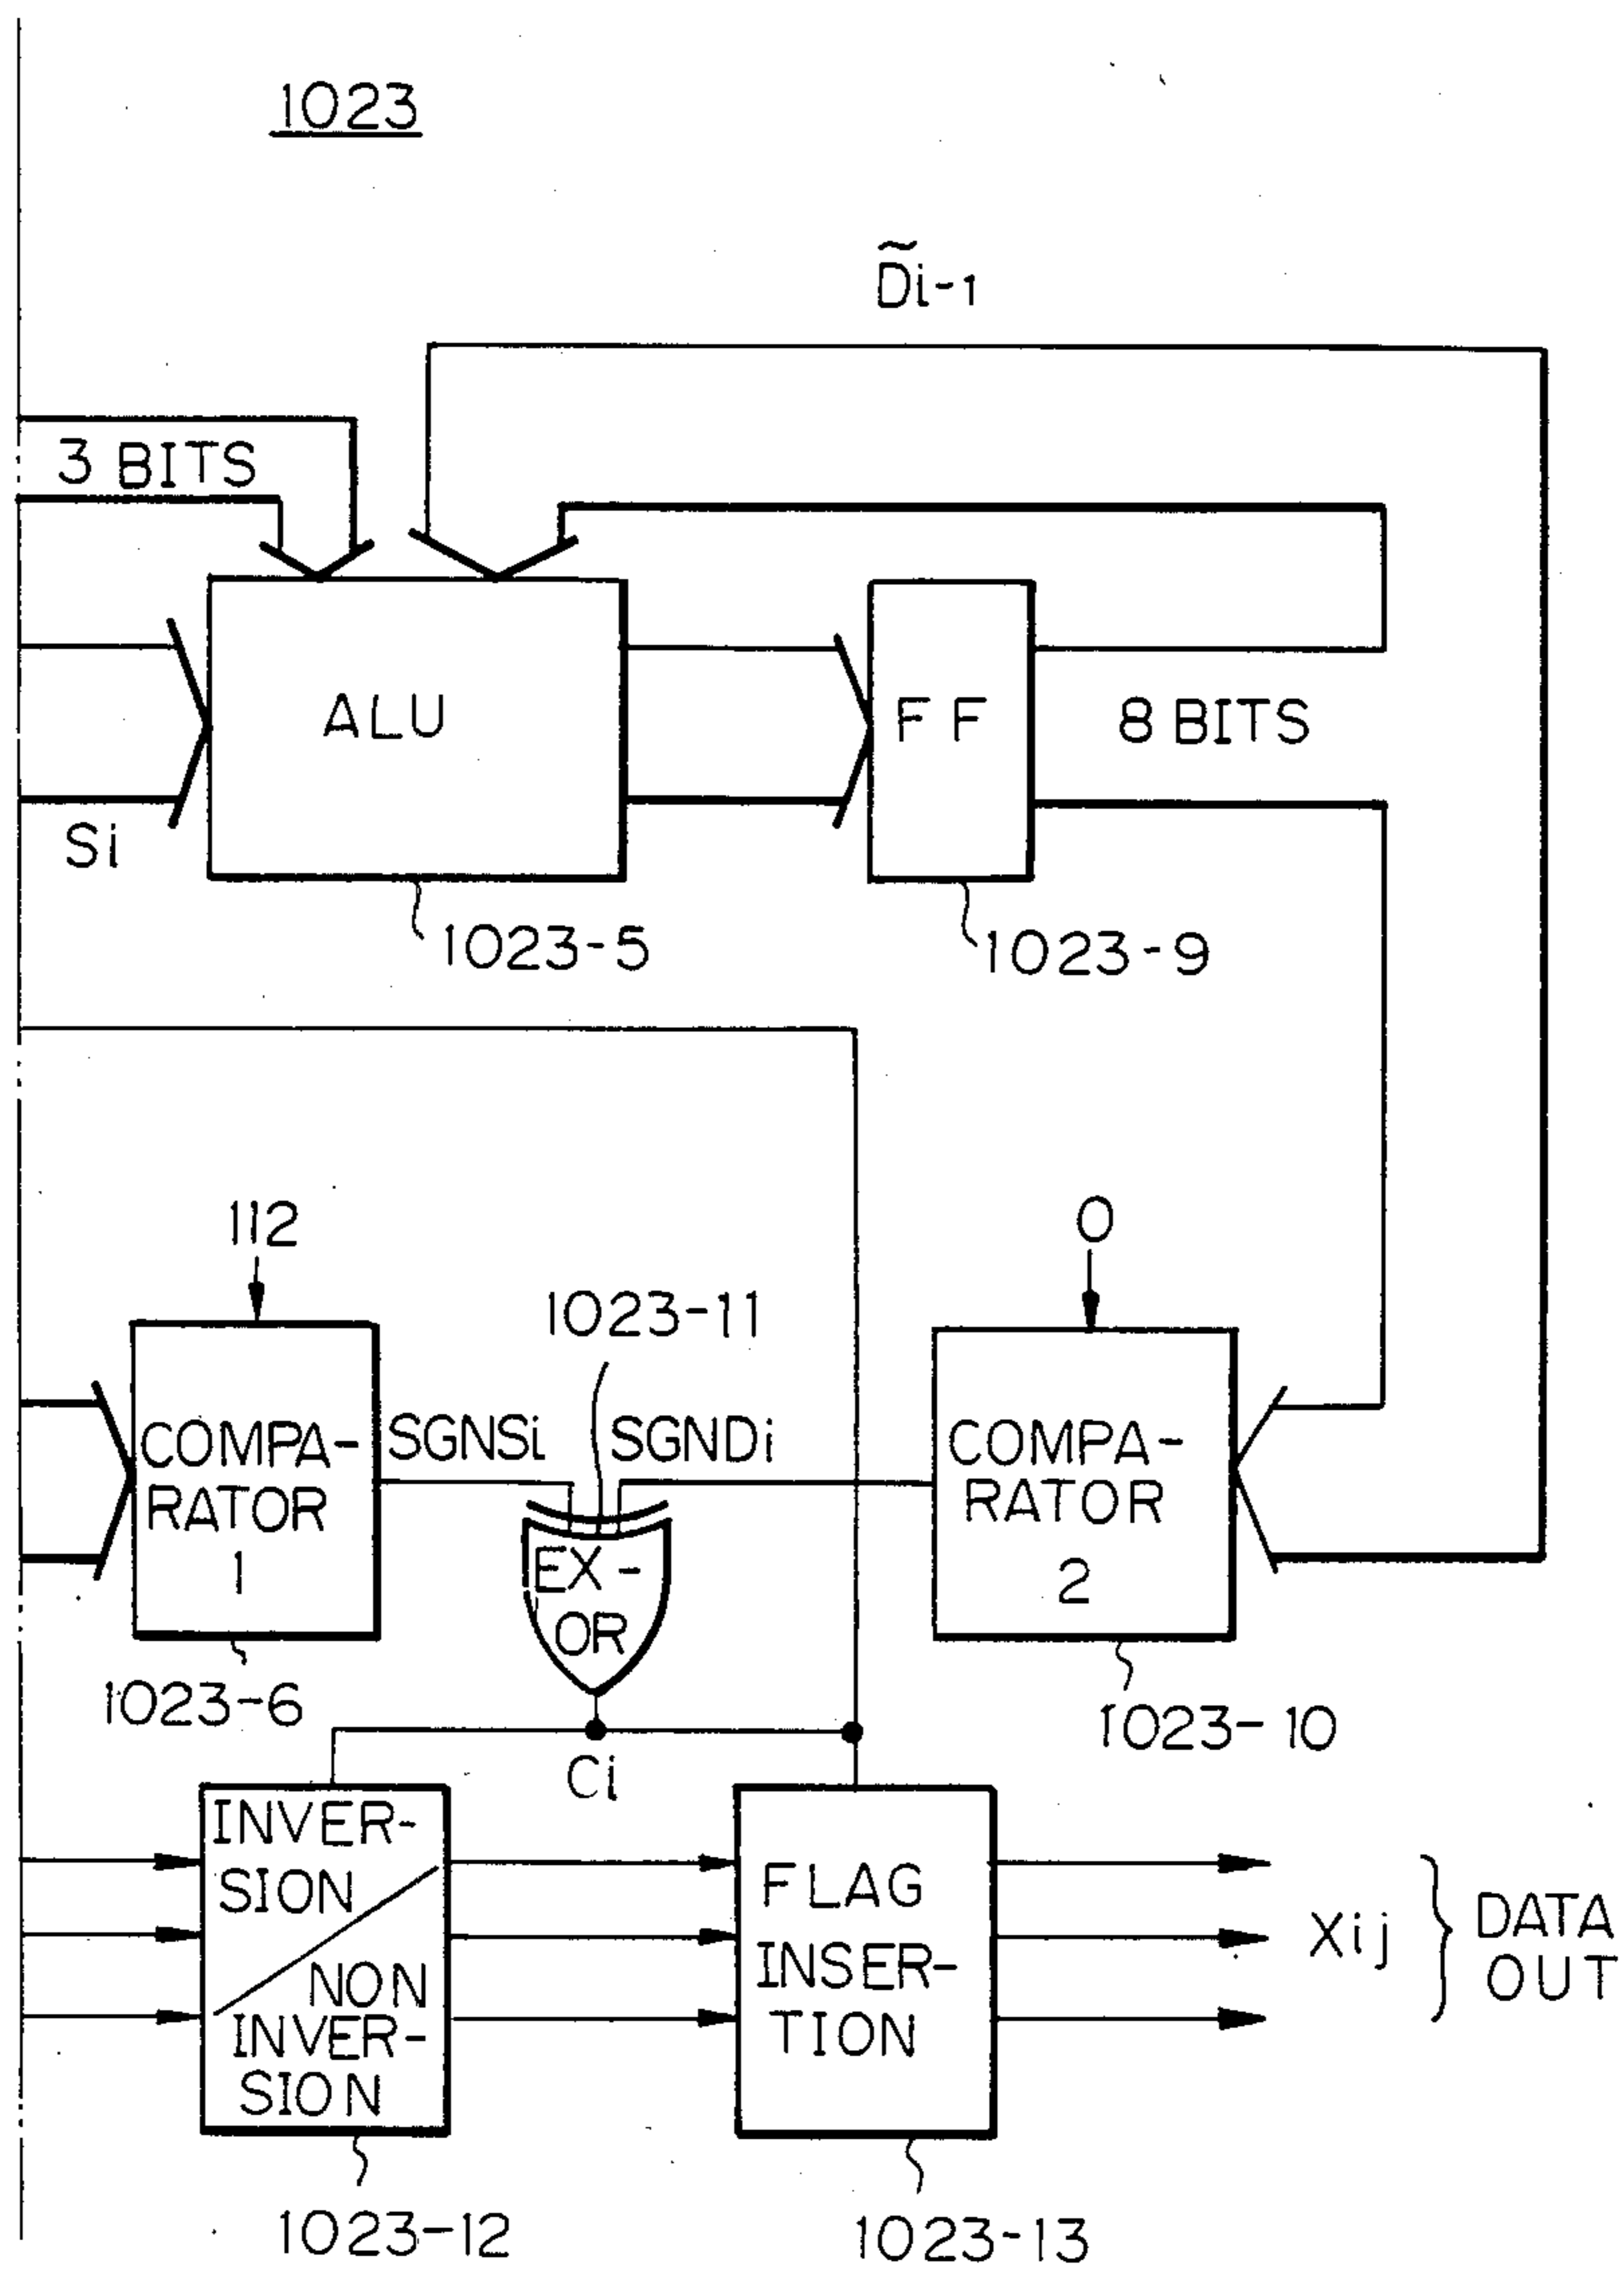 1023
D̃i-1
3 BITS
ALU
FF
8 BITS
Si
1023-5
1023-9
112
0
1023-11
COMPA-
RATOR
1
SGNSi
SGNDi
COMPA-
RATOR
2
EX-
OR
1023-6
1023-10
Ci
INVER-
SION
NON
INVER-
SION
FLAG
INSER-
TION
Xij
DATA
OUT
1023-12
1023-13